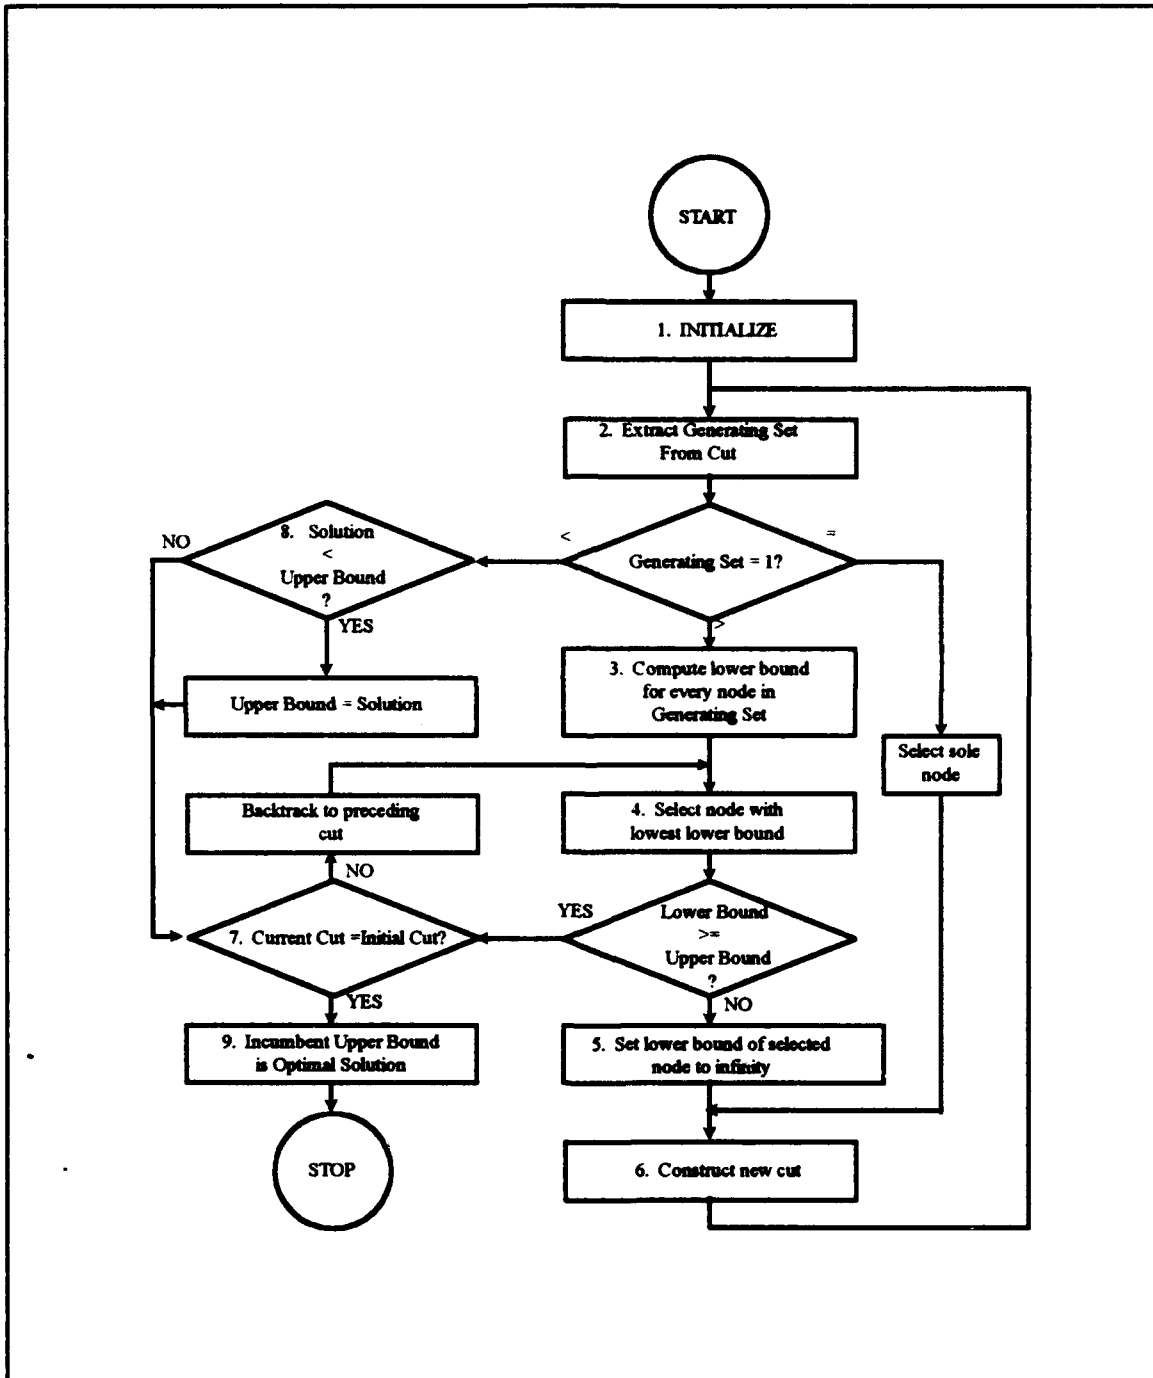 START
1. INITIALIZE
2. Extract Generating Set
From Cut
8. Solution
<
Upper Bound
?
NO
YES
<
=
Generating Set = 1?
>
3. Compute lower bound
for every node in
Generating Set
Upper Bound = Solution
Select sole
node
Backtrack to preceding
cut
4. Select node with
lowest lower bound
NO
YES
Lower Bound
>=
Upper Bound
?
7. Current Cut =Initial Cut?
YES
NO
9. Incumbent Upper Bound
is Optimal Solution
5. Set lower bound of selected
node to infinity
STOP
6. Construct new cut